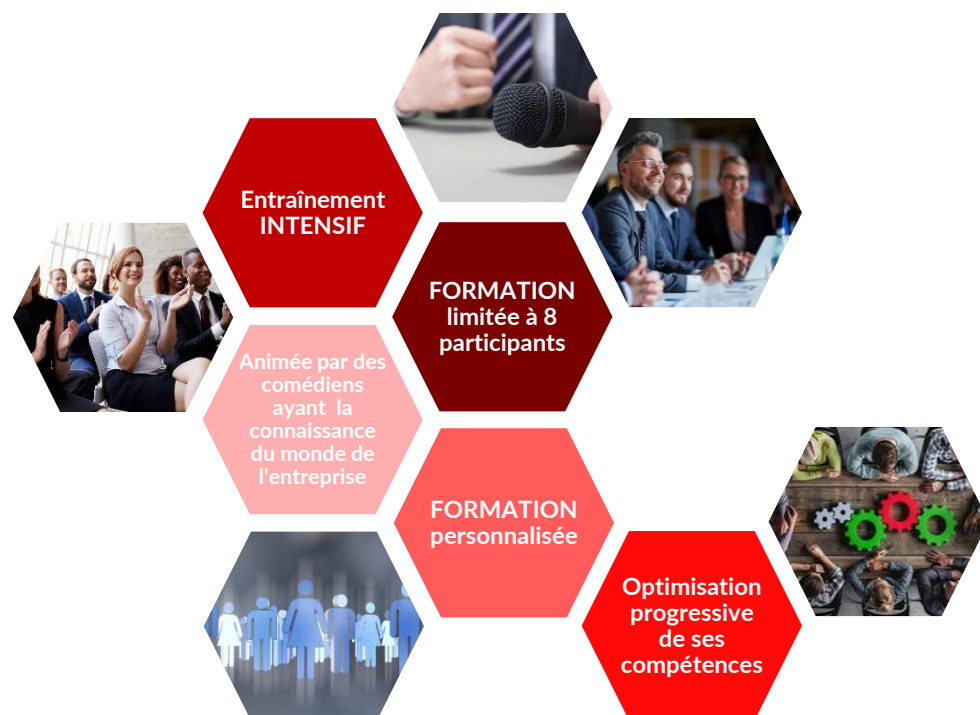 Entraînement
INTENSIF
FORMATION
limitée à 8
participants
Animée par des
comédiens
ayant la
connaissance
du monde de
l'entreprise
FORMATION
personnalisée
Optimisation
progressive
de ses
compétences